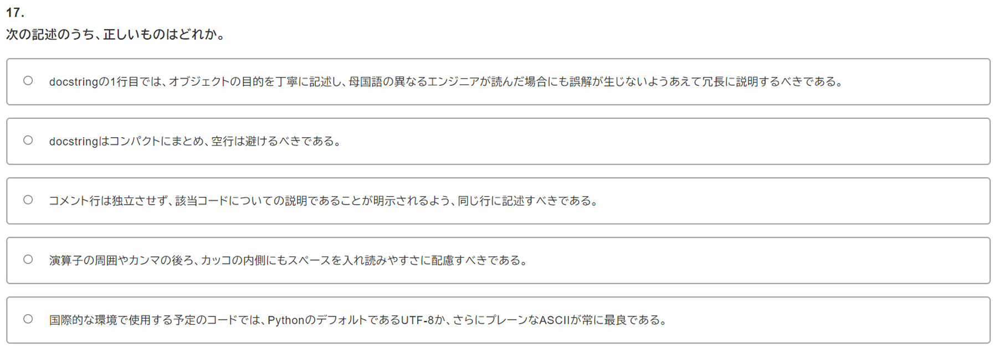 17.
次の記述のうち、正しいものはどれか。
docstringの1行目では、オブジェクトの目的を丁寧に記述し、母国語の異なるエンジニアが読んだ場合にも誤解が生じないようあえて冗長に説明するべきである。
docstringはコンパクトにまとめ、空行は避けるべきである。
コメント行は独立させず、該当コードについての説明であることが明示されるよう、同じ行に記述すべきである。
演算子の周囲やカンマの後ろ、カッコの内側にもスペースを入れ読みやすさに配慮すべきである。
国際的な環境で使用する予定のコードでは、PythonのデフォルトであるUTF-8か、さらにプレーンなASCIIが常に最良である。